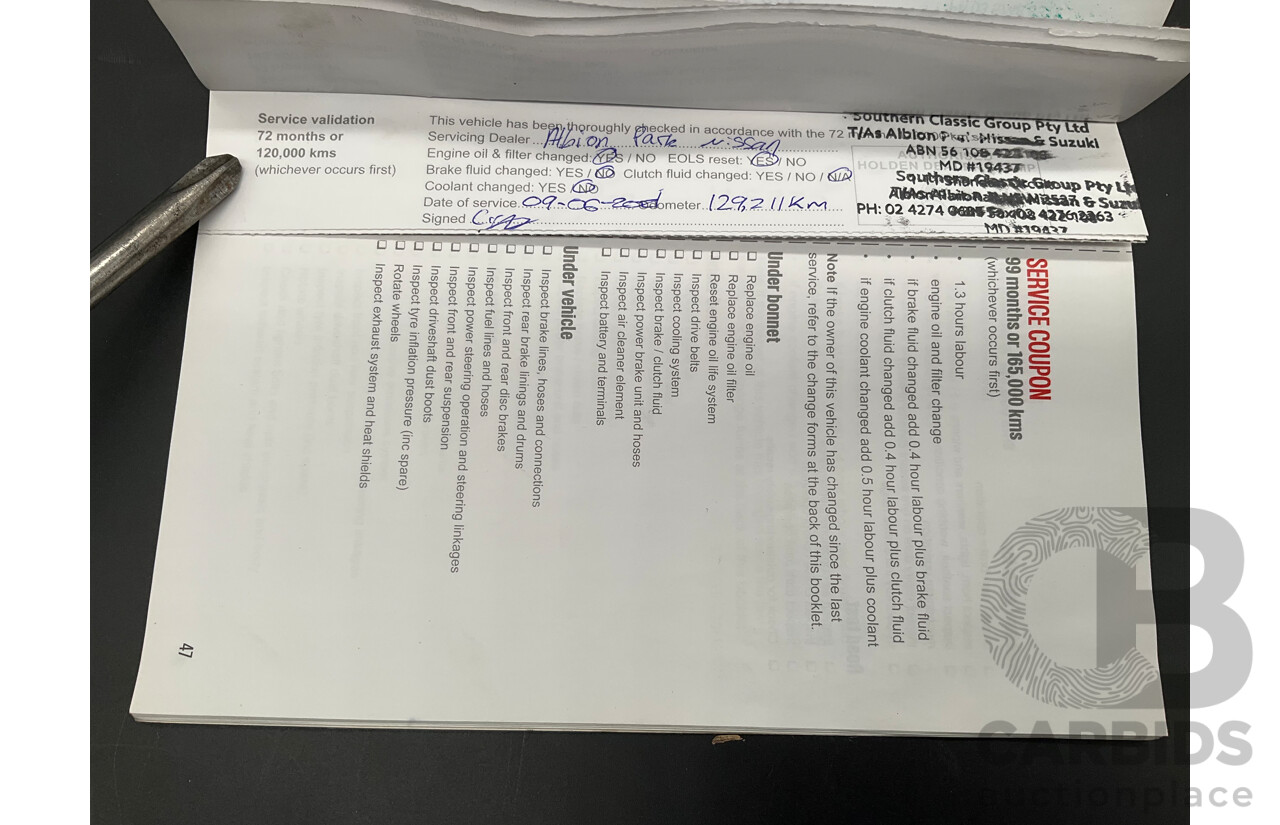 Service validation
72 months or
120,000 kms
(whichever occurs first)
This vehicle has been thoroughly checked in accordance with the 72
Servicing Dealer Albion Park Nissan
Engine oil & filter changed: YES / NO EOLS reset: YES / NO
Brake fluid changed: YES / NO Clutch fluid changed: YES / NO / N/A
Coolant changed: YES / NO
Date of service 09-06-20 ometer 129,211Km
Signed
Southern Classic Group Pty Ltd
T/As Albion & Suzuki
ABN 56 108
MD #19437
HOLDEN
Southern Classic Group Pty Ltd
& Suzuki
PH: 02 4274
MD #19437
SERVICE COUPON
99 months or 165,000 kms
(whichever occurs first)
• 1.3 hours labour
• engine oil and filter change
• if brake fluid changed add 0.4 hour labour plus brake fluid
• if clutch fluid changed add 0.4 hour labour plus clutch fluid
• if engine coolant changed add 0.5 hour labour plus coolant
Note If the owner of this vehicle has changed since the last
service, refer to the change forms at the back of this booklet.
Under bonnet
Replace engine oil
Replace engine oil filter
Reset engine oil life system
Inspect drive belts
Inspect cooling system
Inspect brake / clutch fluid
Inspect power brake unit and hoses
Inspect air cleaner element
Inspect battery and terminals
Under vehicle
Inspect brake lines, hoses and connections
Inspect rear brake linings and drums
Inspect front and rear disc brakes
Inspect fuel lines and hoses
Inspect power steering operation and steering linkages
Inspect front and rear suspension
Inspect driveshaft dust boots
Inspect tyre inflation pressure (inc spare)
Rotate wheels
Inspect exhaust system and heat shields
47
CARBIDS
auctionplace